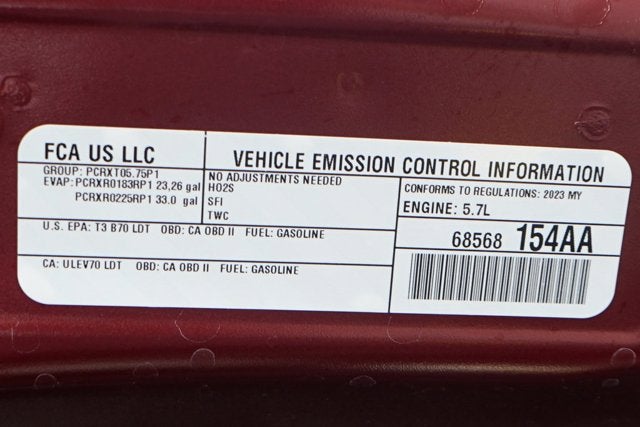 FCA US LLC
GROUP: PCRXT05.75P1
EVAP: PCRXR0183RP1 23,26 gal
PCRXR0225RP1 33.0 gal
VEHICLE EMISSION CONTROL INFORMATION
NO ADJUSTMENTS NEEDED
HO2S
SFI
TWC
CONFORMS TO REGULATIONS: 2023 MY
ENGINE: 5.7L
U.S. EPA: T3 B70 LDT OBD: CA OBD II FUEL: GASOLINE
CA: ULEV70 LDT OBD: CA OBD II FUEL: GASOLINE
68568 154AA